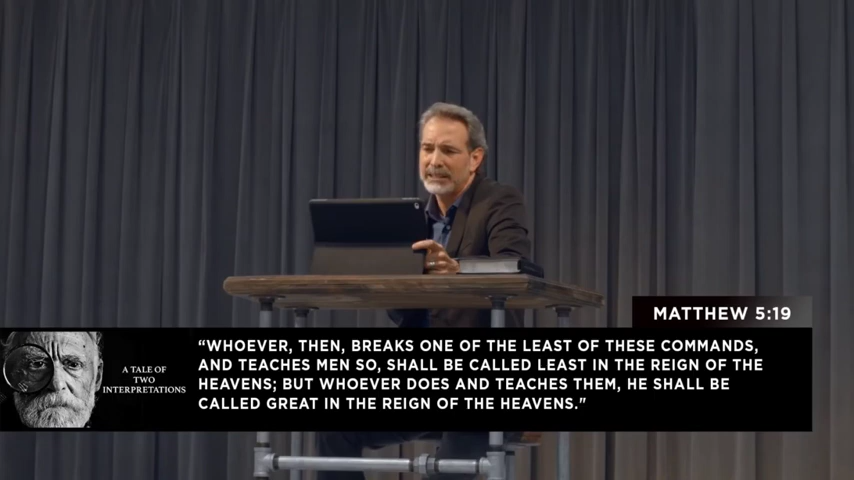 MATTHEW 5:19
A TALE OF
TWO
INTERPRETATIONS
“WHOEVER, THEN, BREAKS ONE OF THE LEAST OF THESE COMMANDS,
AND TEACHES MEN SO, SHALL BE CALLED LEAST IN THE REIGN OF THE
HEAVENS; BUT WHOEVER DOES AND TEACHES THEM, HE SHALL BE
CALLED GREAT IN THE REIGN OF THE HEAVENS."